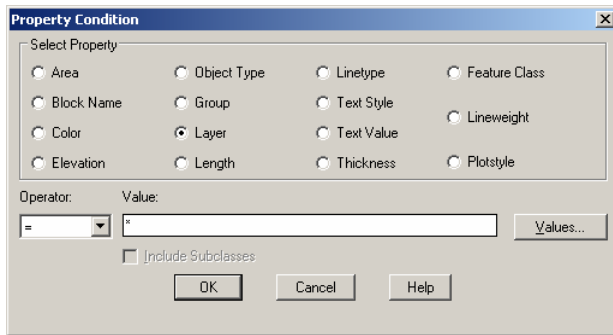 Property Condition
Select Property
Area
Object Type
Linetype
Feature Class
Block Name
Group
Text Style
Lineweight
Color
Layer
Text Value
Elevation
Length
Thickness
Plotstyle
Operator:
Value:
=
*
Values...
Include Subclasses
OK
Cancel
Help